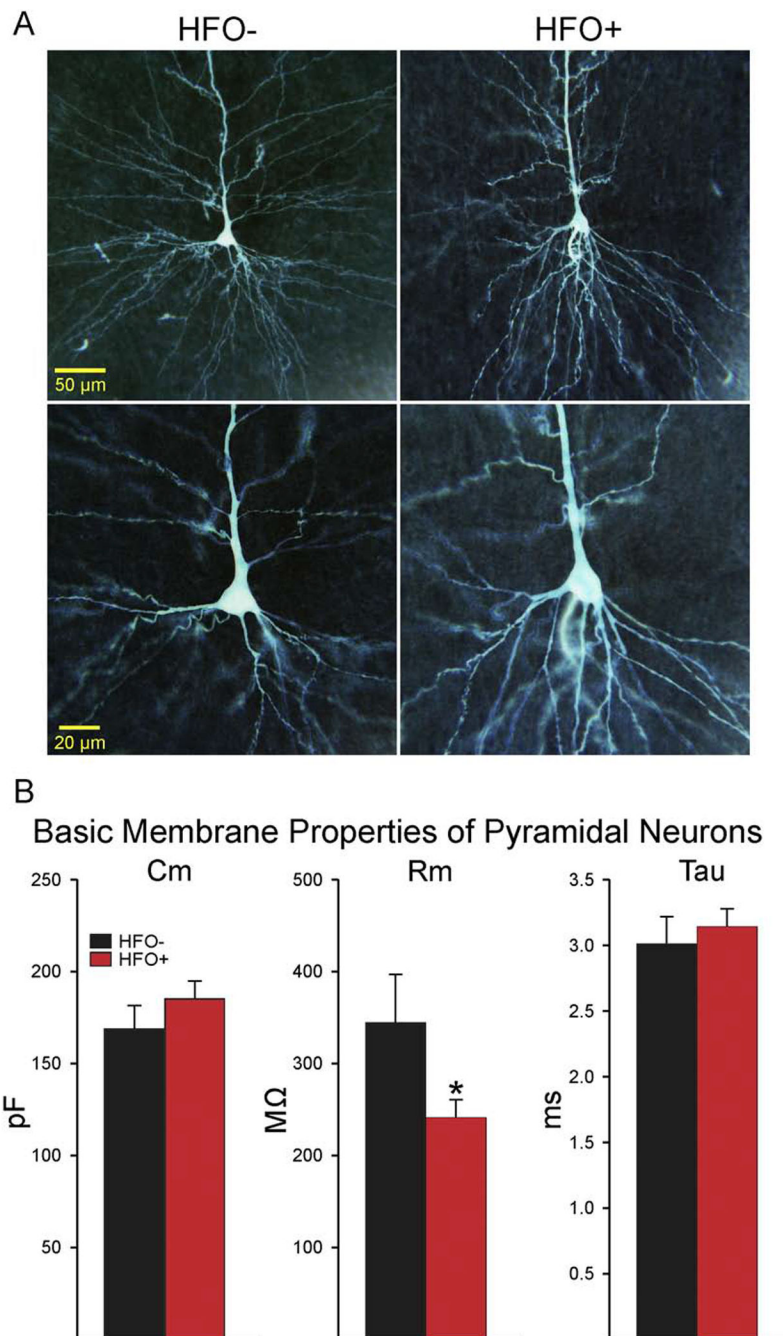 A
HFO-
HFO+
50 μm
20 μm
B
Basic Membrane Properties of Pyramidal Neurons
Cm
Rm
Tau
250
200
150
100
50
pF
HFO-
HFO+
500
400
300
200
100
MΩ
*
3.5
3.0
2.5
2.0
1.5
1.0
0.5
ms